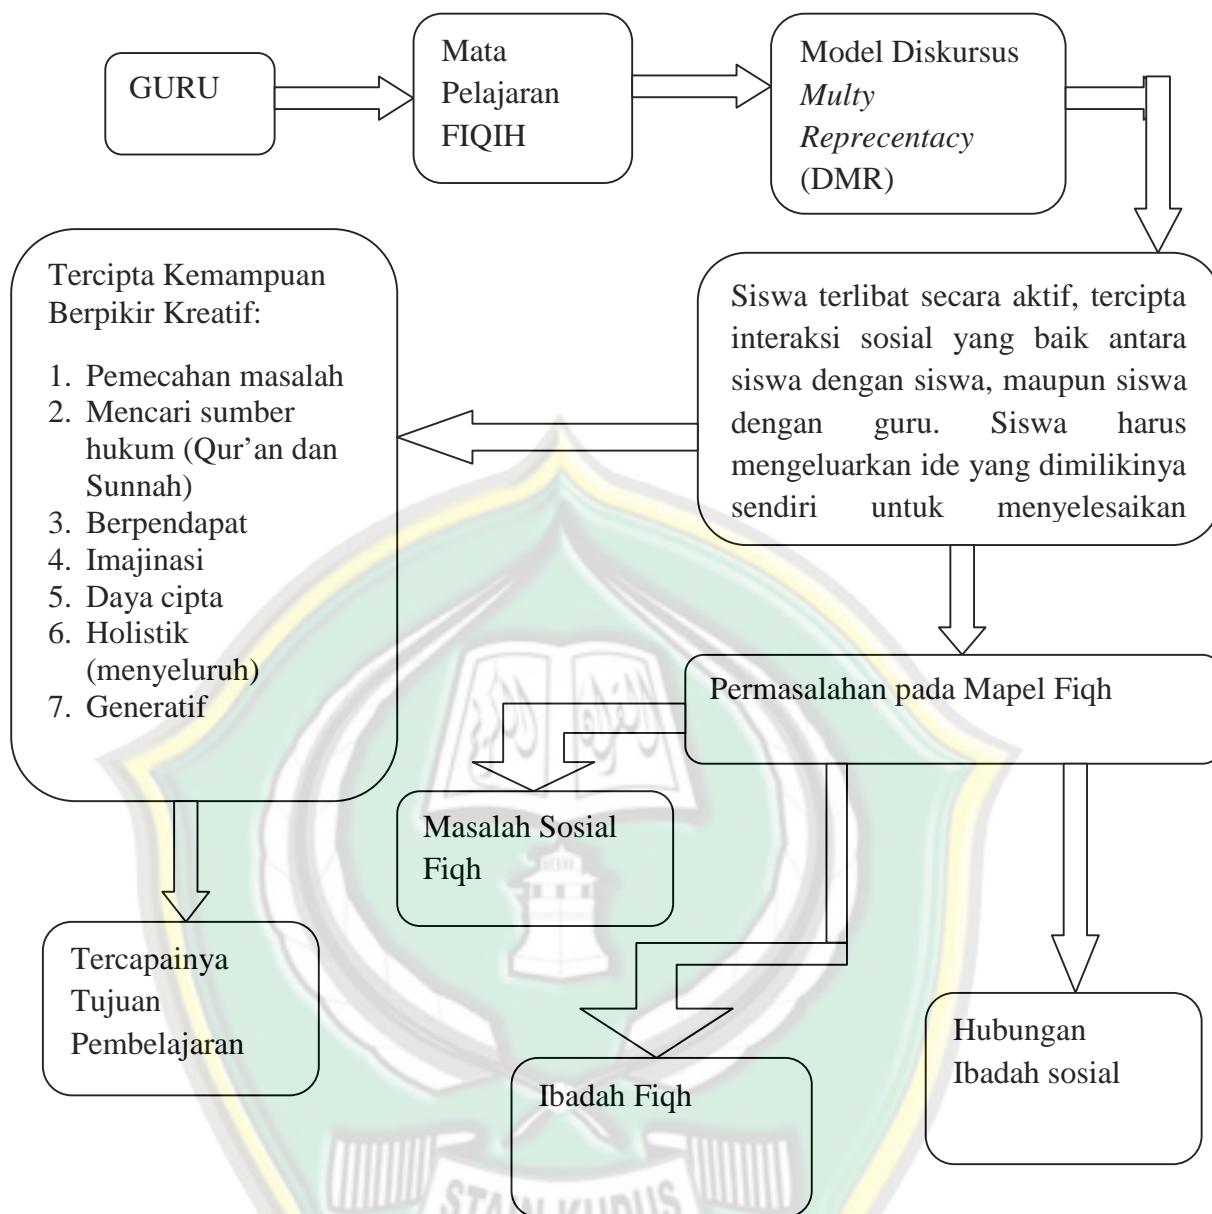 GURU
Mata
Pelajaran
FIQIH
Model Diskursus
Multy
Reprecentacy
(DMR)
Tercipta Kemampuan
Berpikir Kreatif:
1. Pemecahan masalah
2. Mencari sumber
hukum (Qur’an dan
Sunnah)
3. Berpendapat
4. Imajinasi
5. Daya cipta
6. Holistik
(menyeluruh)
7. Generatif
Siswa terlibat secara aktif, tercipta
interaksi sosial yang baik antara
siswa dengan siswa, maupun siswa
dengan guru. Siswa harus
mengeluarkan ide yang dimilikinya
sendiri untuk menyelesaikan
Permasalahan pada Mapel Fiqh
Masalah Sosial
Fiqh
Tercapainya
Tujuan
Pembelajaran
Ibadah Fiqh
Hubungan
Ibadah sosial
STAIN KUDUS